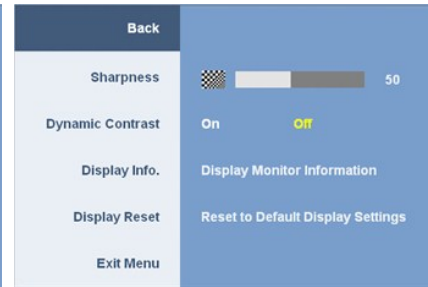 Back
Sharpness 50
Dynamic Contrast On Off
Display Info. Display Monitor Information
Display Reset Reset to Default Display Settings
Exit Menu